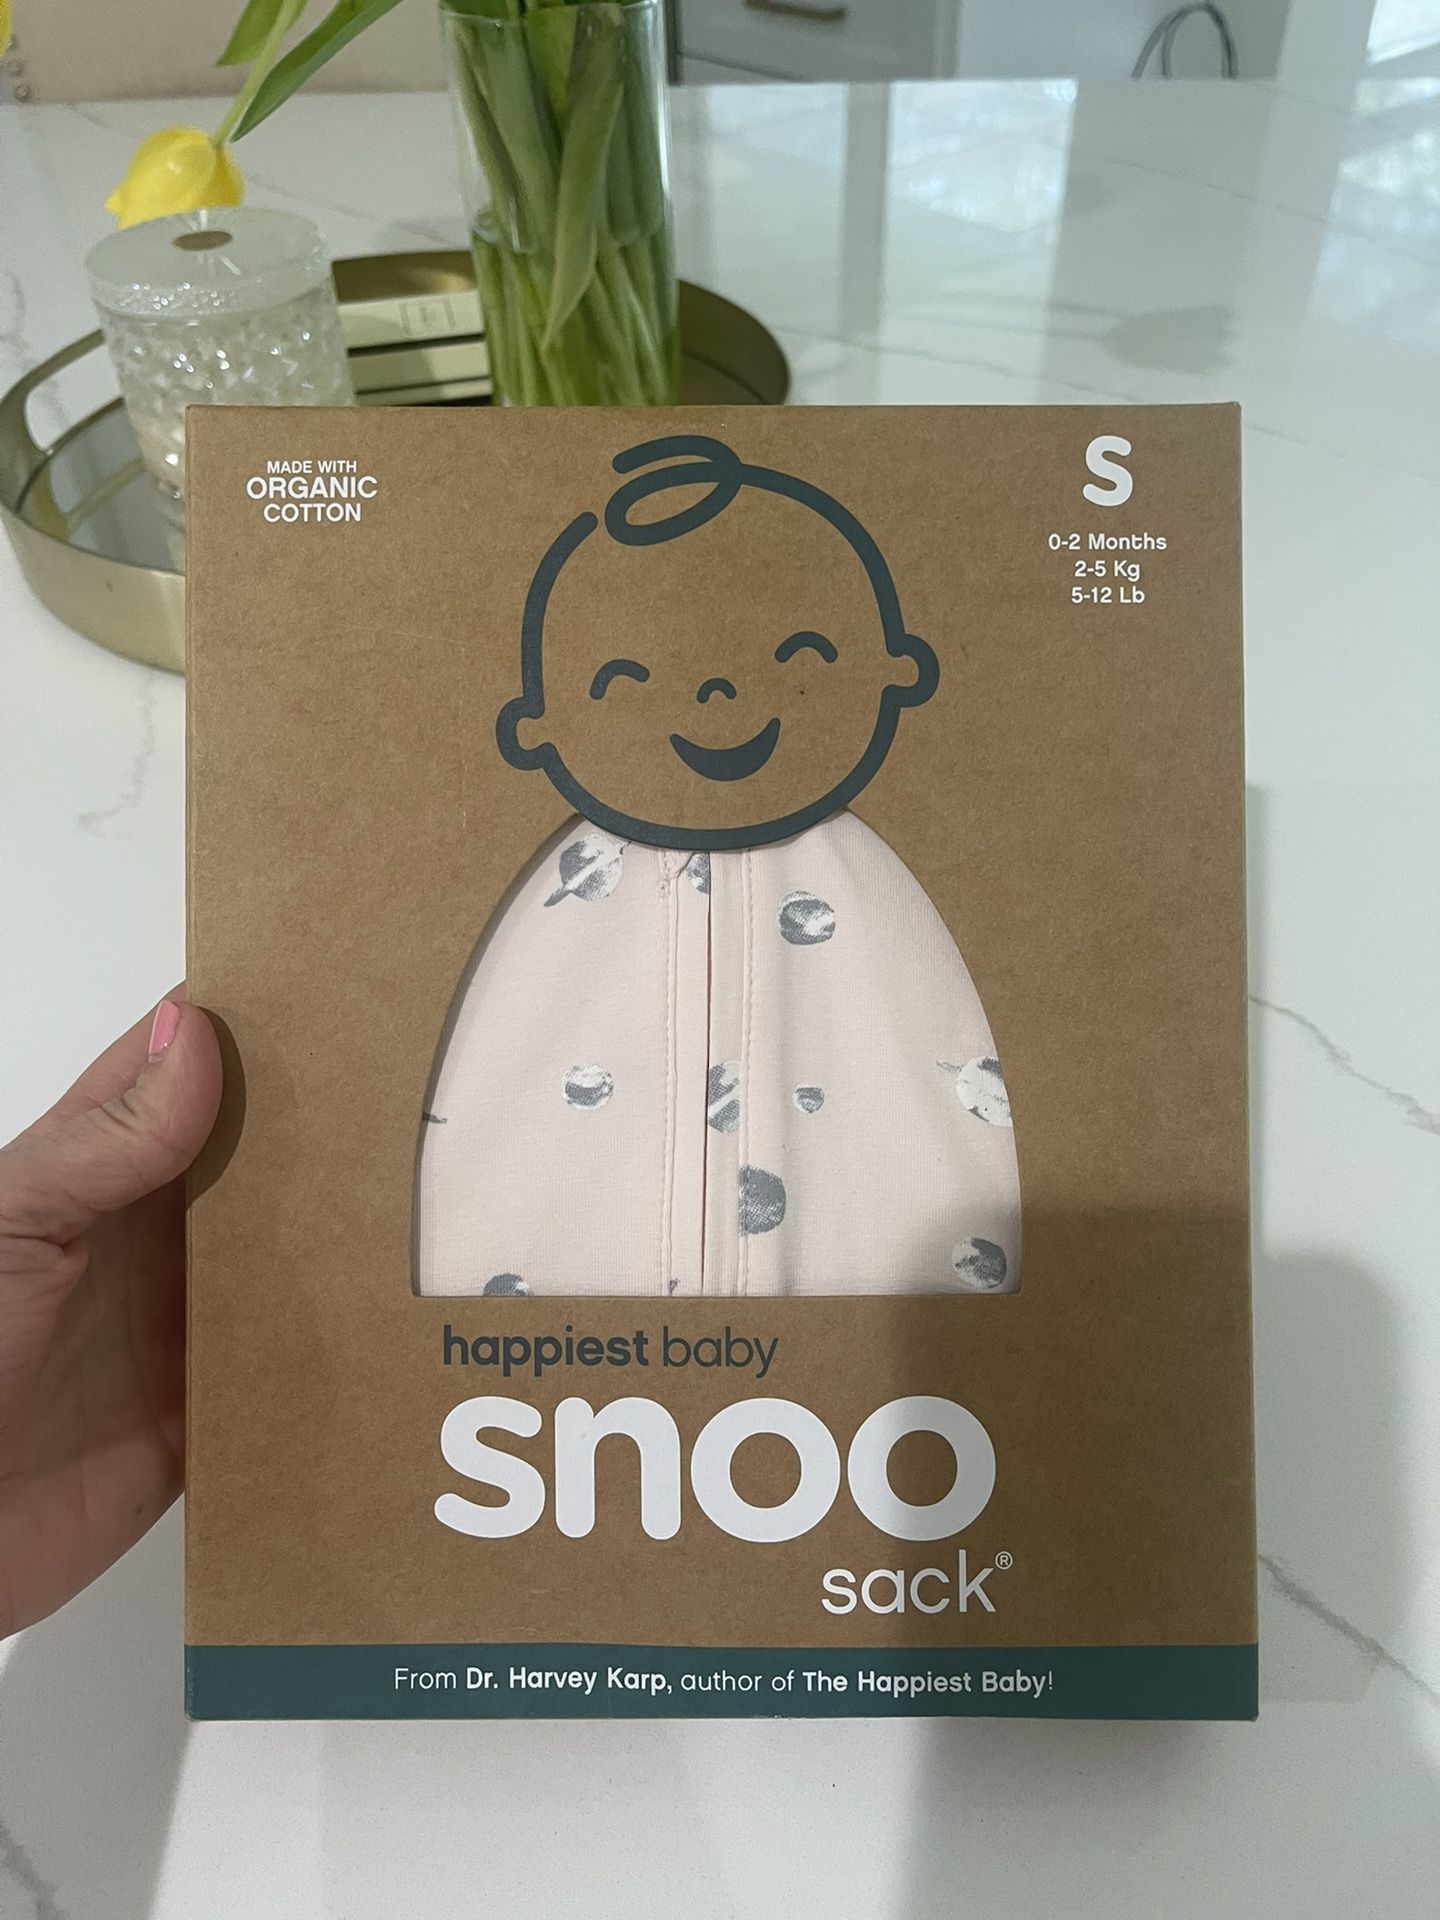 MADE WITH
ORGANIC
COTTON
S
0-2 Months
2-5 Kg
5-12 Lb
happiest baby
snoo
sack®
From Dr. Harvey Karp, author of The Happiest Baby!